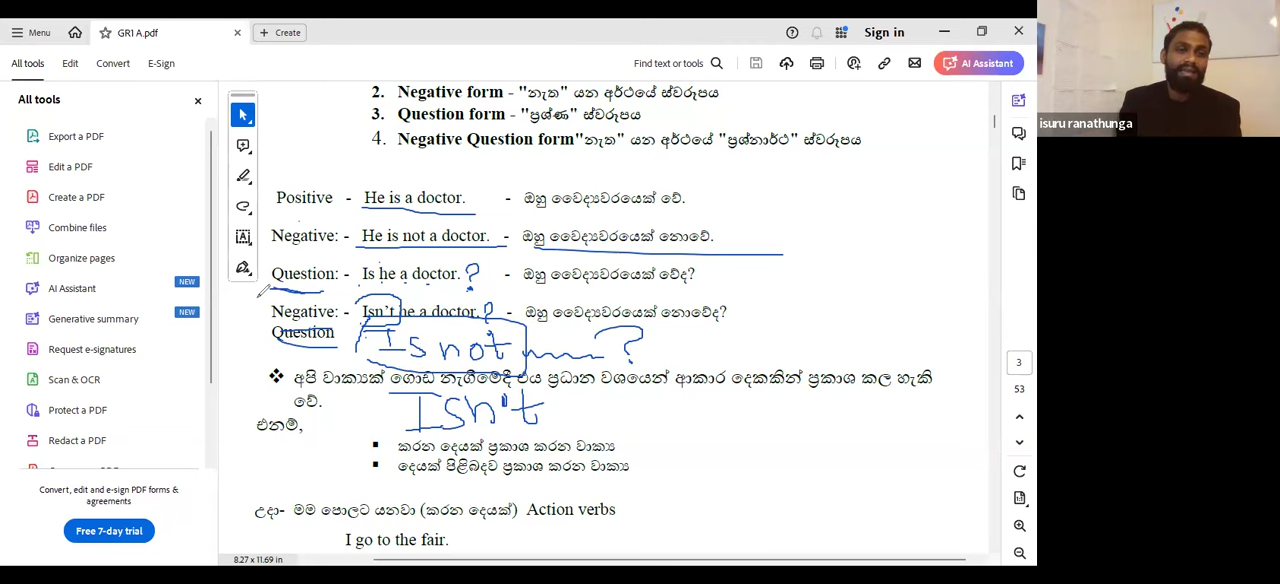 Menu
GR1 A.pdf
Create
Sign in
All tools
Edit
Convert
E-Sign
Find text or tools
AI Assistant
All tools
Export a PDF
Edit a PDF
Create a PDF
Combine files
Organize pages
AI Assistant
NEW
Generative summary
NEW
Request e-signatures
Scan & OCR
Protect a PDF
Redact a PDF
Convert, edit and e-sign PDF forms & agreements
Free 7-day trial
2. Negative form - "නැත" යන අර්ථයේ ස්වරූපය
3. Question form - "ප්‍රශ්ණ" ස්වරූපය
4. Negative Question form"නැත" යන අර්ථයේ "ප්‍රශ්නාර්ථ" ස්වරූපය
Positive - He is a doctor. - ඔහු වෛද්‍යවරයෙක් වේ.
Negative: - He is not a doctor. - ඔහු වෛද්‍යවරයෙක් නොවේ.
Question: - Is he a doctor. ? - ඔහු වෛද්‍යවරයෙක් වේද?
Negative: - Isn't he a doctor. ? - ඔහු වෛද්‍යවරයෙක් නොවේද?
Question
Is not ?
❖ අපි වාක්‍යක් ගොඩ නැගීමේදී එය ප්‍රධාන වශයෙන් ආකාර දෙකකින් ප්‍රකාශ කල හැකි
වේ.
Isn't
එනම්,
▪ කරන දෙයක් ප්‍රකාශ කරන වාක්‍ය
▪ දෙයක් පිළිබදව ප්‍රකාශ කරන වාක්‍ය
උදා- මම පොලට යනවා (කරන දෙයක්) Action verbs
I go to the fair.
8.27 x 11.69 in
3
53
isuru ranathunga